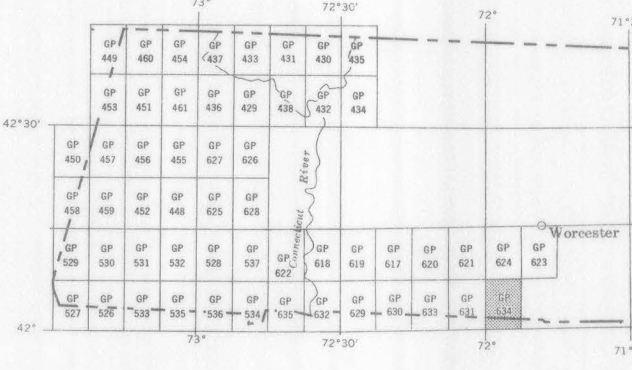 73° 72°30' 72° 71°
GP GP GP GP GP GP GP GP
449 460 454 437 433 431 430 435
GP GP GP GP GP GP GP GP
453 451 461 436 429 438 432 434
42°30'
GP GP GP GP GP GP
450 457 456 455 627 626
River
GP GP GP GP GP GP
458 459 452 448 625 628
Connecticut
Worcester
GP GP GP GP GP GP GP GP GP GP GP GP GP GP
529 530 531 532 528 537 622 618 619 617 620 621 624 623
GP GP GP GP GP GP GP GP GP GP GP GP GP
527 526 533 535 *536 534 *635 632 629 630 633 631 634
42°
73° 72°30' 72° 71°